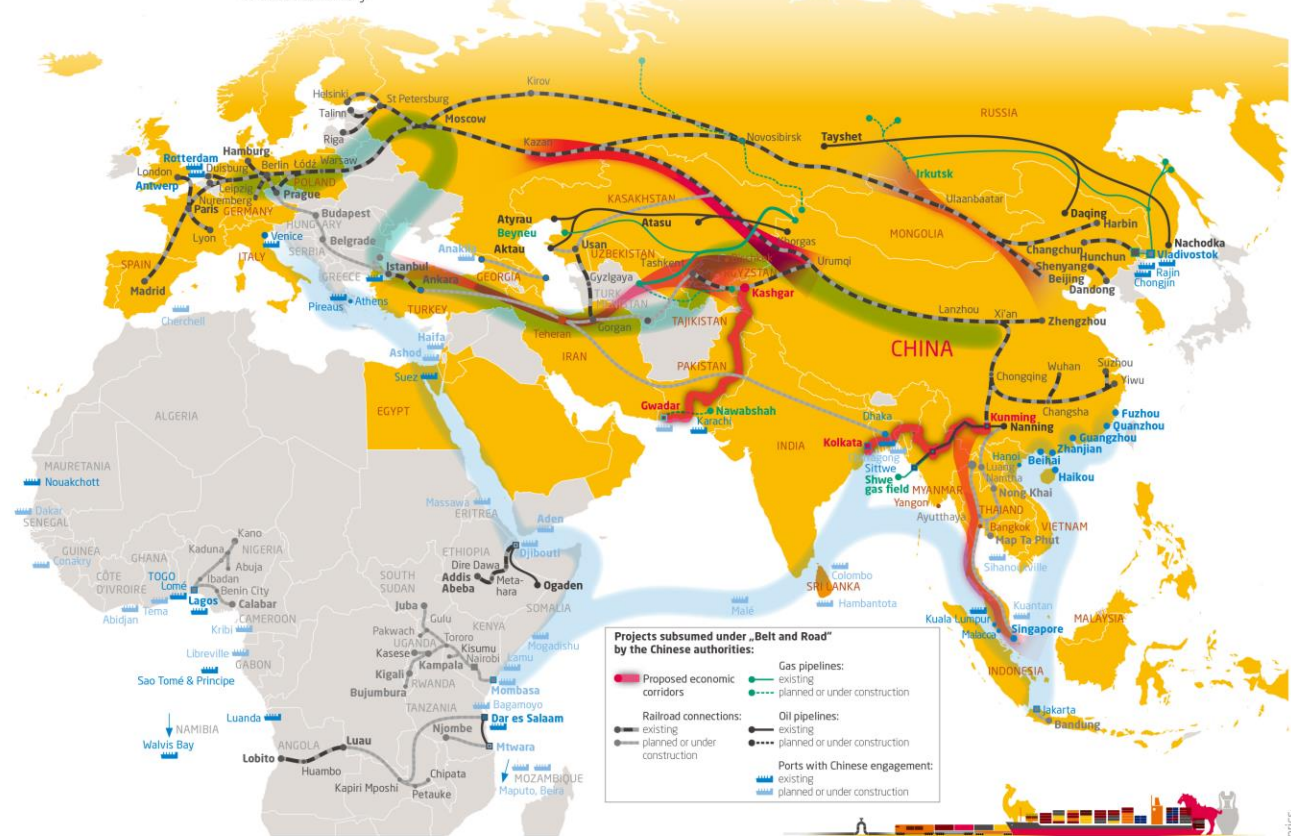 RUSSIA
Kirov
Helsinki
St Petersburg
Talinn
Moscow
Riga
Kazan
Novosibirsk
Tayshet
Irkutsk
Hamburg
Rotterdam
London
Duisburg
Berlin
Łódź
Warsaw
Antwerp
Leipzig
POLAND
Nuremberg
Prague
Paris
GERMANY
Lyon
Budapest
HUNGARY
Belgrade
SERBIA
Venice
ITALY
SPAIN
Madrid
GREECE
Istanbul
Ankara
TURKEY
GEORGIA
Anaklia
Pireaus
Athens
Cherchell
Haifa
Ashod
Suez
EGYPT
KASAKHSTAN
Atyrau
Beyneu
Atasu
Aktau
Usan
UZBEKISTAN
Tashkent
Khorgas
Urumqi
Gyzlgaya
Kashgar
TAJIKISTAN
Teheran
Gorgan
IRAN
PAKISTAN
Gwadar
Nawabshah
Karachi
Ulaanbaatar
MONGOLIA
Daqing
Harbin
Changchun
Hunchun
Shenyang
Beijing
Dandong
Nachodka
Vladivostok
Rajin
Chongjin
Lanzhou
Xi'an
Zhengzhou
CHINA
Chongqing
Wuhan
Suzhou
Yiwu
Changsha
Kunming
Nanning
Fuzhou
Quanzhou
Guangzhou
Zhanjian
Beihai
Haikou
Hanoi
Dhaka
Kolkata
INDIA
Sittwe
Shwe
gas field
MYANMAR
Yangon
Luang
Namtha
Nong Khai
THAILAND
Ayutthaya
Bangkok
VIETNAM
Map Ta Phut
Sihanoukville
Colombo
SRI LANKA
Hambantota
Malé
Kuantan
Kuala Lumpur
Malacca
Singapore
MALAYSIA
INDONESIA
Jakarta
Bandung
ALGERIA
MAURETANIA
Nouakchott
Dakar
SENEGAL
GUINEA
Conakry
CÔTE
D'IVOIRE
Abidjan
GHANA
Tema
TOGO
Lomé
Lagos
Kano
Kaduna
NIGERIA
Abuja
Ibadan
Benin City
Calabar
CAMEROON
Kribi
Libreville
GABON
Sao Tomé & Principe
Luanda
NAMIBIA
Walvis Bay
ANGOLA
Lobito
Huambo
Luau
Kapiri Mposhi
Chipata
Petauke
Massawa
ERITREA
Aden
Djibouti
ETHIOPIA
Dire Dawa
Addis
Abeba
Meta-
hara
Ogaden
SOMALIA
SOUTH
SUDAN
Juba
Gulu
Pakwach
UGANDA
Tororo
KENYA
Kasese
Kisumu
Kampala
Nairobi
Lamu
Mogadishu
Kigali
RWANDA
Bujumbura
Mombasa
TANZANIA
Bagamoyo
Dar es Salaam
Njombe
Mtwara
MOZAMBIQUE
Maputo, Beira
Projects subsumed under „Belt and Road"
by the Chinese authorities:
Proposed economic
corridors
Railroad connections:
existing
planned or under
construction
Gas pipelines:
existing
planned or under construction
Oil pipelines:
existing
planned or under construction
Ports with Chinese engagement:
existing
planned or under construction